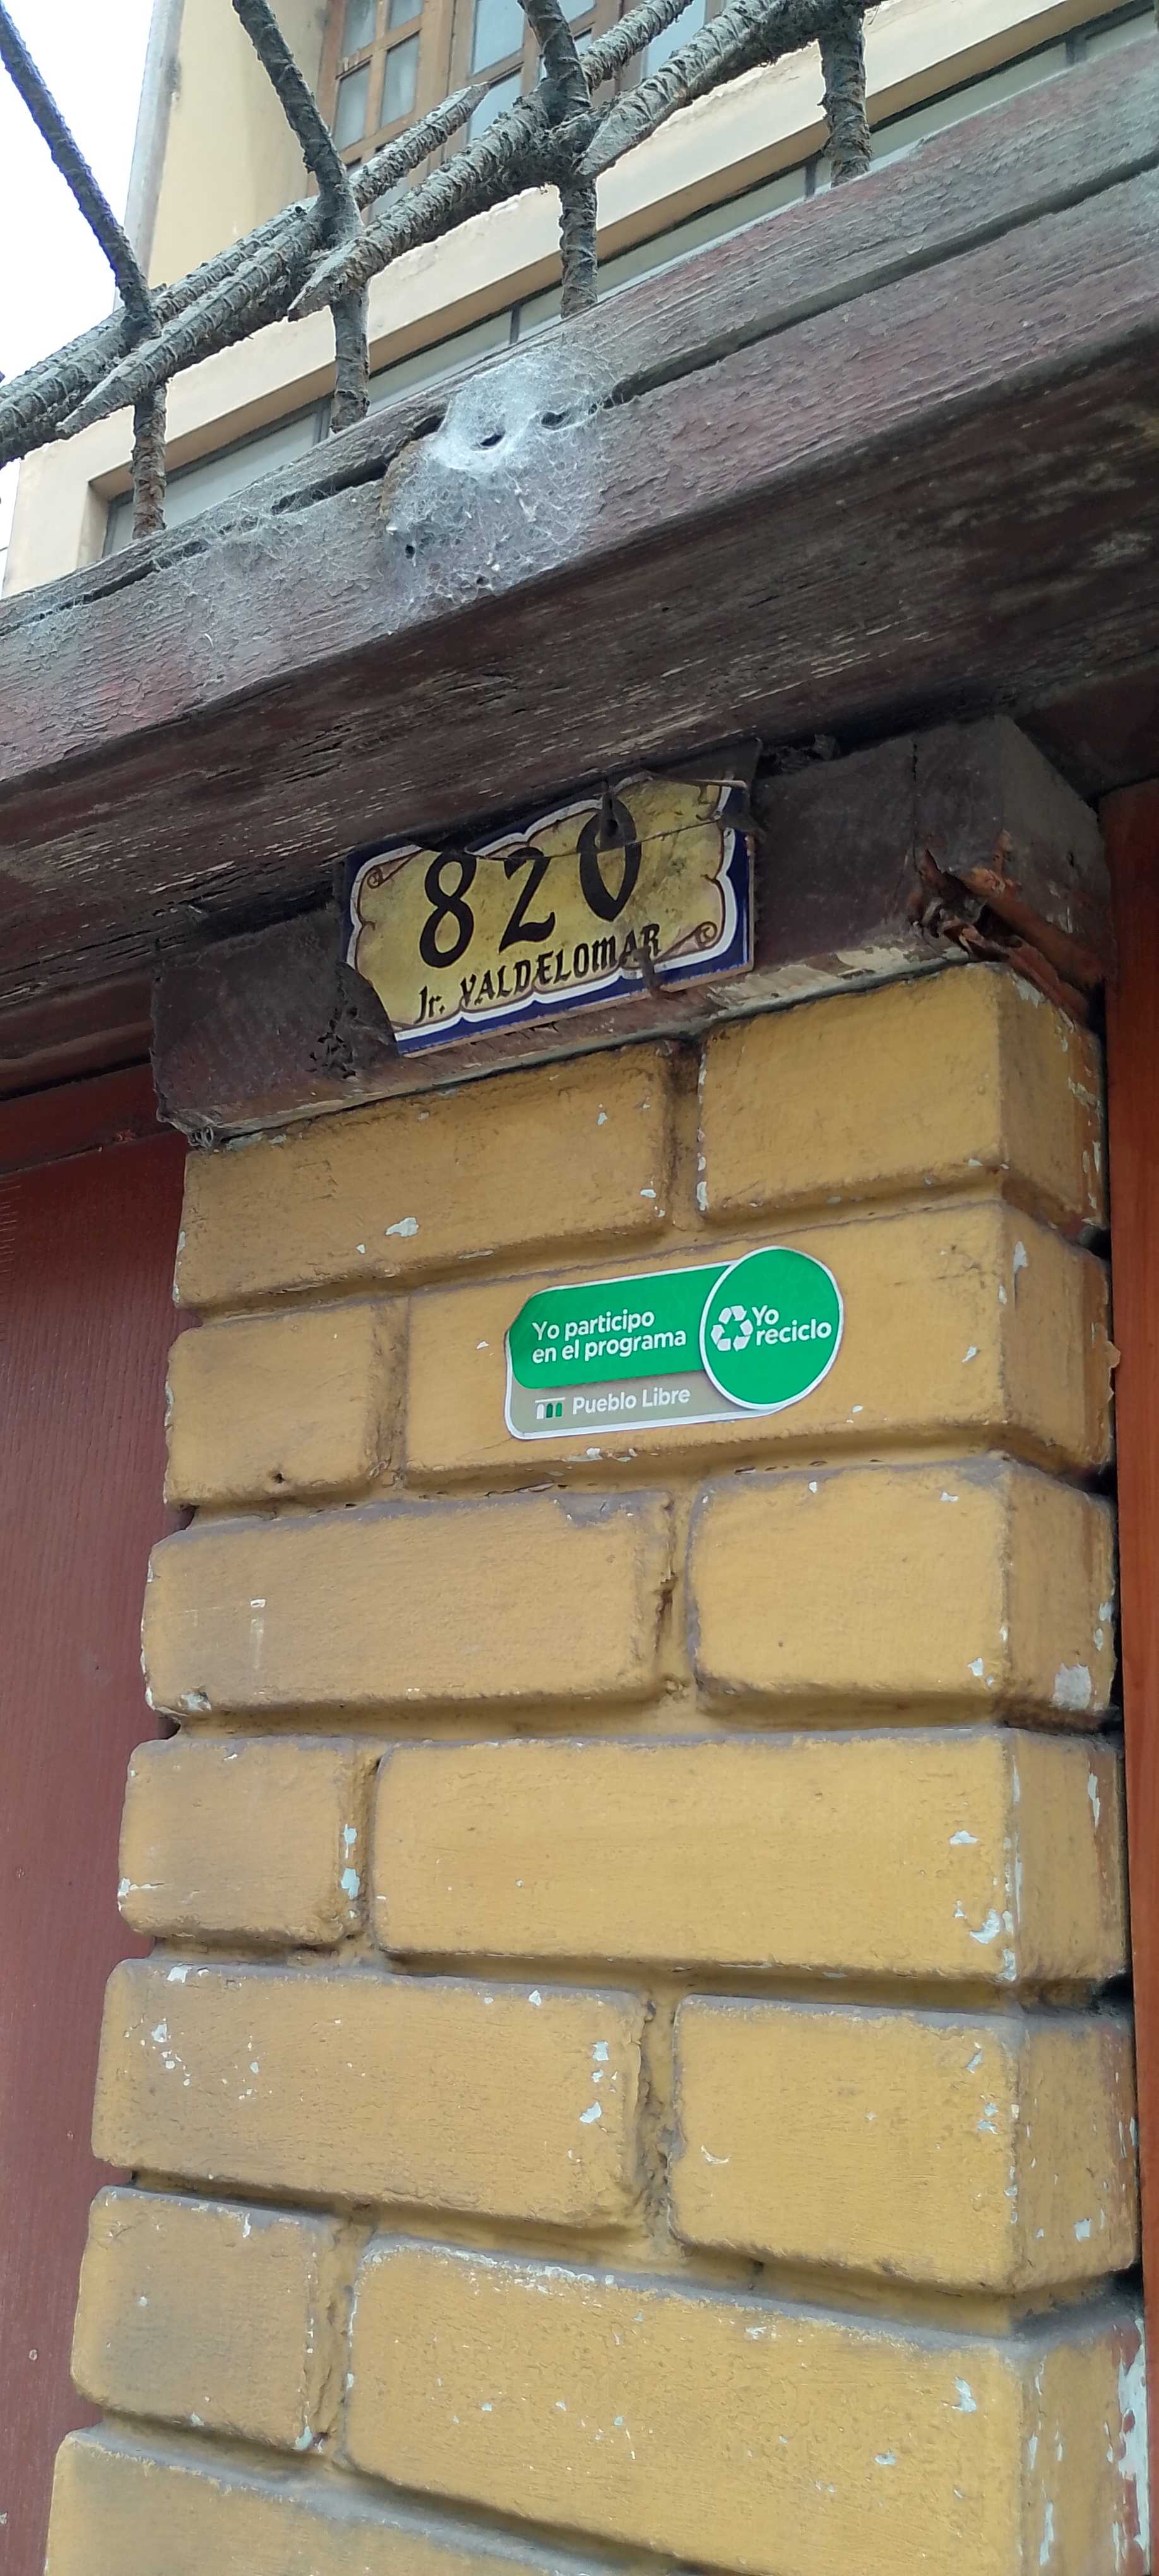 820
Jr. VALDELOMAR
Yo participo
en el programa
Yo
reciclo
Pueblo Libre